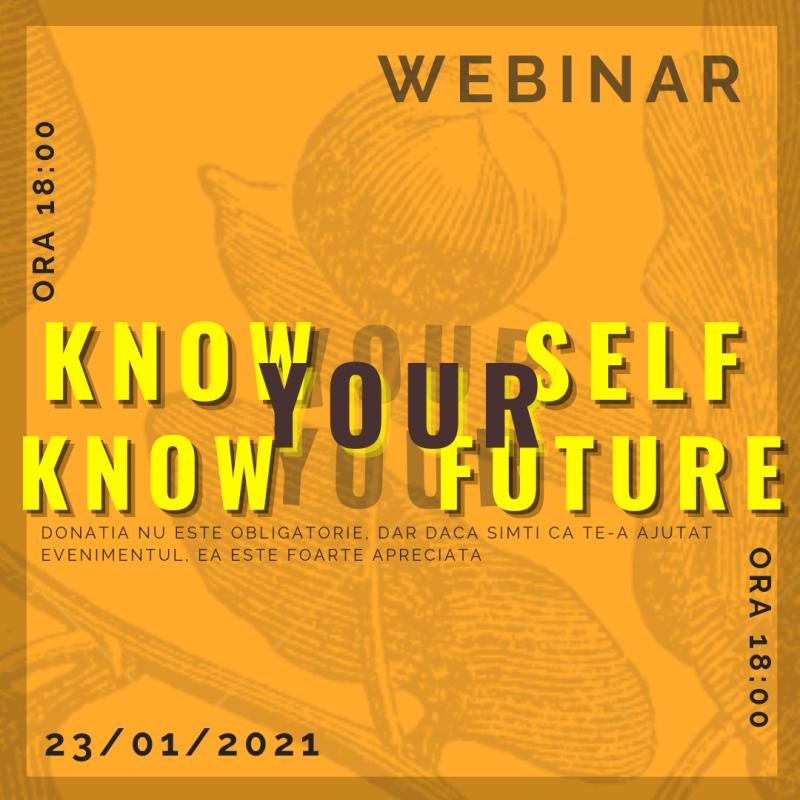 WEBINAR
ORA 18:00
KNOW YOUR SELF
KNOW YOUR FUTURE
DONATIA NU ESTE OBLIGATORIE, DAR DACA SIMTI CA TE-A AJUTAT
EVENIMENTUL, EA ESTE FOARTE APRECIATA
ORA 18:00
23/01/2021